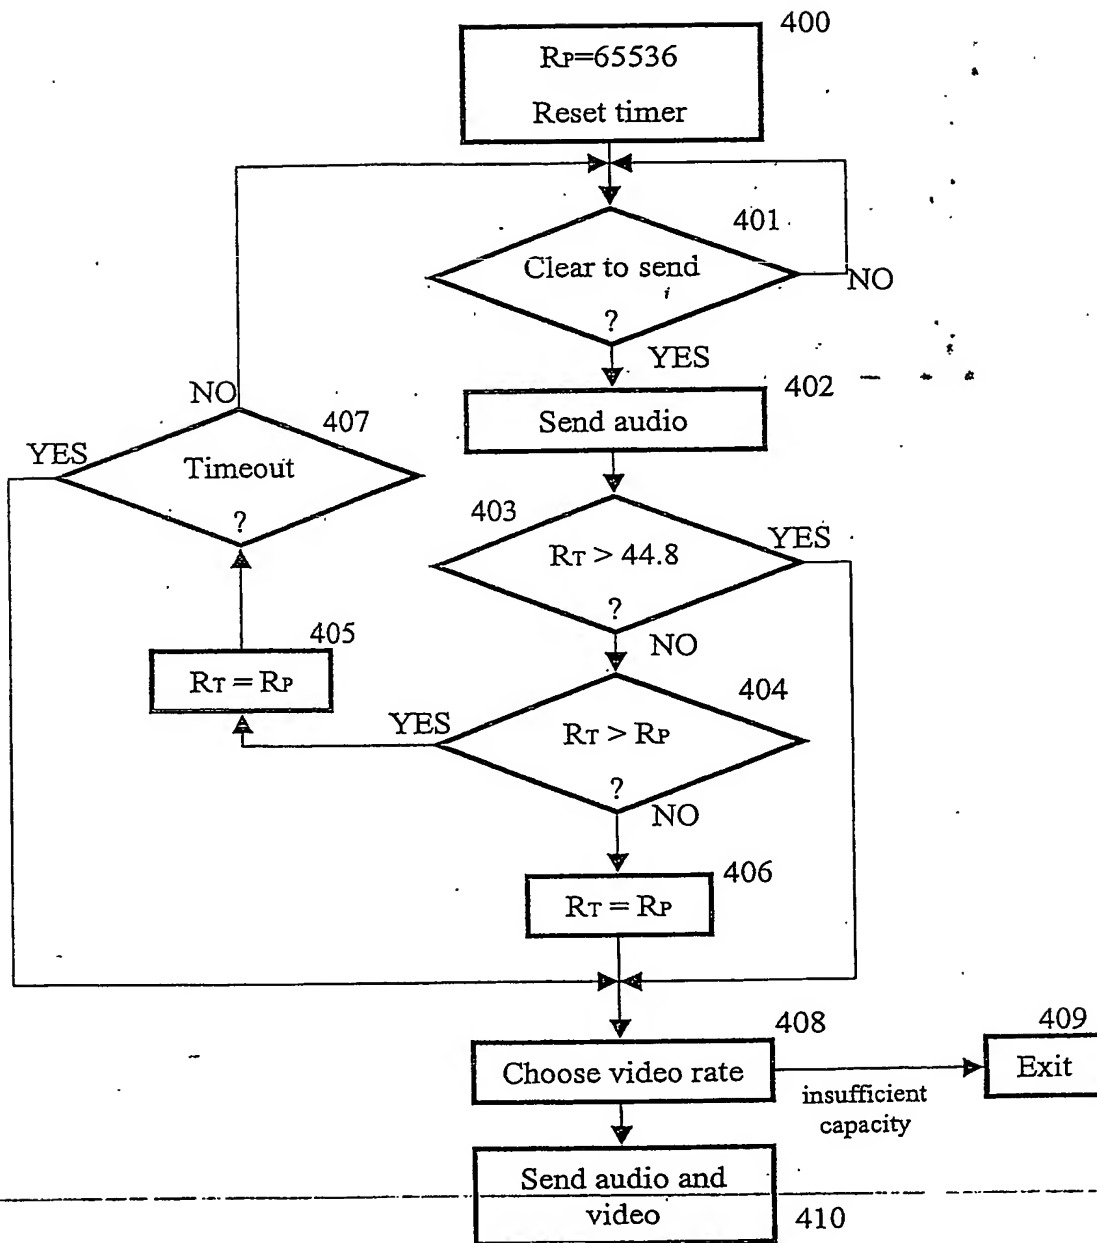 400
RP=65536
Reset timer
401
Clear to send
?
NO
YES
402
Send audio
NO
407
YES
Timeout
?
403
YES
RT > 44.8
?
NO
405
RT = RP
404
YES
RT > RP
?
NO
406
RT = RP
408
409
Choose video rate
Exit
insufficient
capacity
Send audio and
video
410